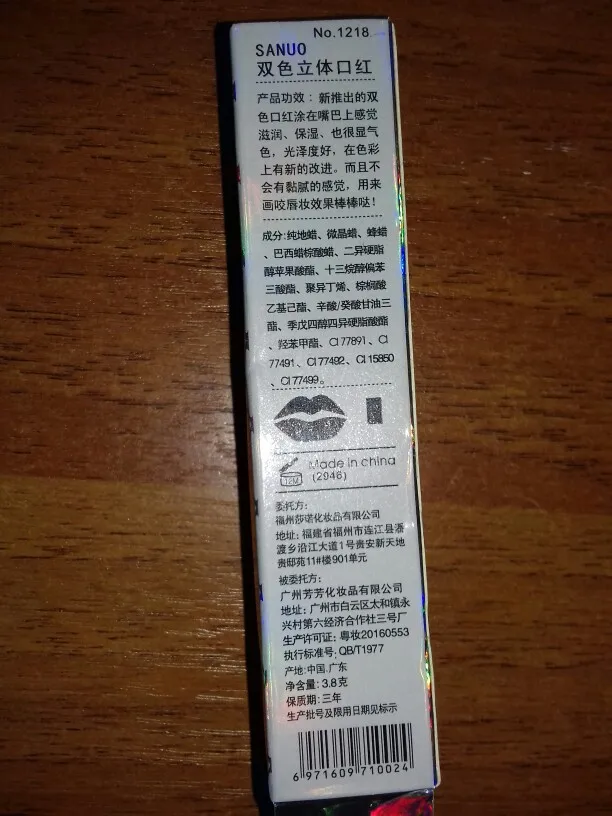 No.1218
SANUO
双色立体口红
产品功效：新推出的双
色口红涂在嘴巴上感觉
滋润、保湿、也很显气
色，光泽度好，在色彩
上有新的改进。而且不
会有黏腻的感觉，用来
画咬唇妆效果棒棒哒！
成分:纯地蜡、微晶蜡、蜂蜡
、巴西蜡棕酸蜡、二异硬脂
醇苹果酸酯、十三烷醇偏苯
三酸酯、聚异丁烯、棕榈酸
乙基己酯、辛酸/癸酸甘油三
酯、季戊四醇四异硬脂酸酯
、羟苯甲酯、CI 77891、CI
77491、CI 77492、CI 15850
、CI 77499。
12M
Made in china
(2946)
委托方:
福州莎诺化妆品有限公司
地址: 福建省福州市连江县潘
渡乡沿江大道1号贵安新天地
贵邸苑11#楼901单元
被委托方:
广州芳芳化妆品有限公司
地址: 广州市白云区太和镇永
兴村第六经济合作社三号厂
生产许可证: 粤妆20160553
执行标准号: QB/T1977
产地:中国.广东
净含量: 3.8克
保质期: 三年
生产批号及限用日期见标示
6 971609 710024